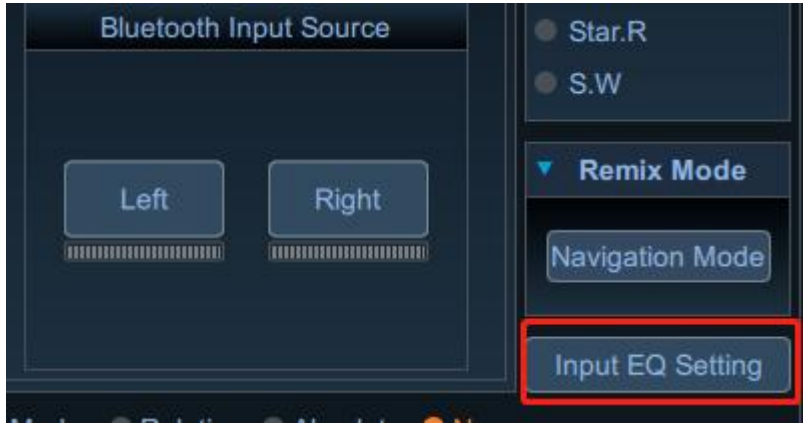 Bluetooth Input Source
Left
Right
Star.R
S.W
Remix Mode
Navigation Mode
Input EQ Setting